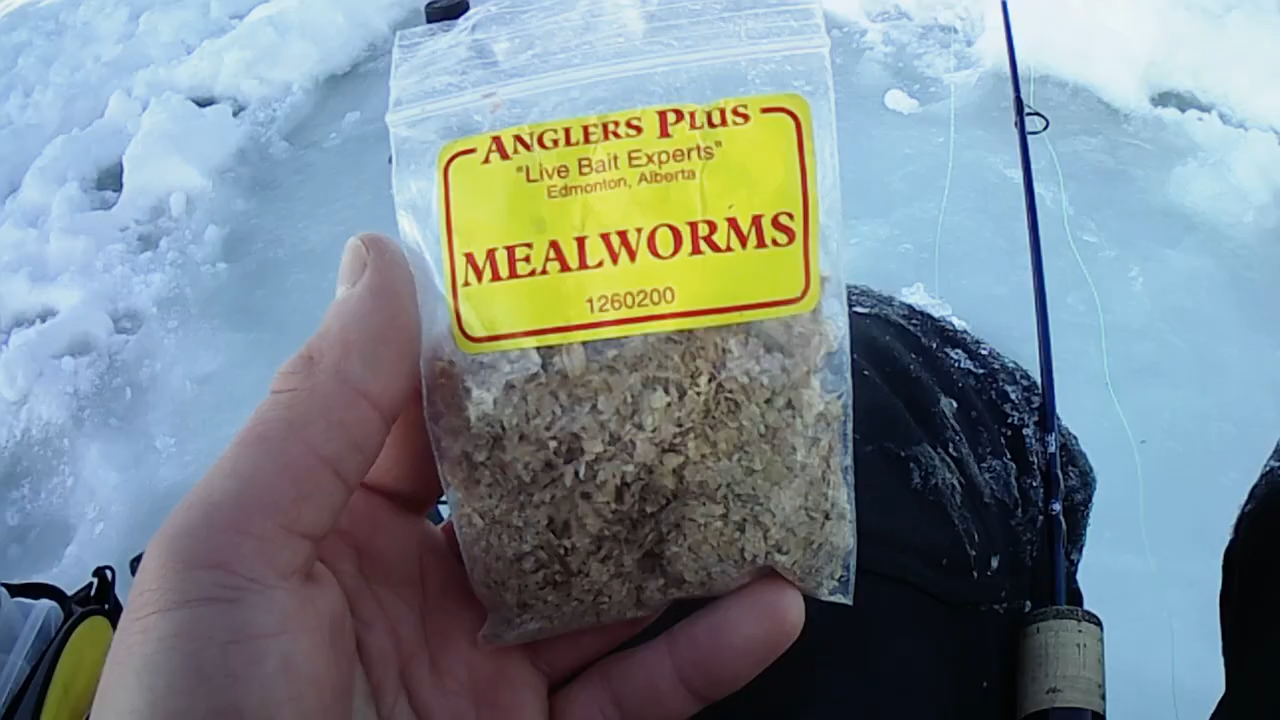 ANGLERS PLUS
"Live Bait Experts"
Edmonton, Alberta
MEALWORMS
1260200